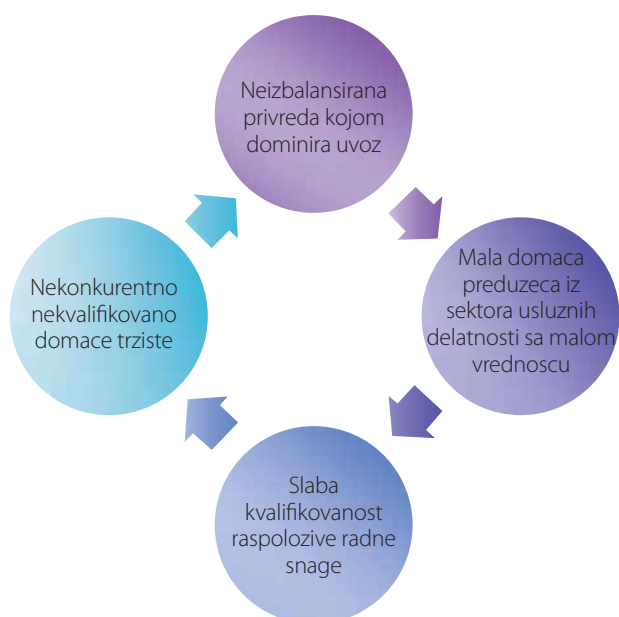 Neizbalansirana
privreda kojom
dominira uvoz
Mala domaca
preduzeca iz
sektora usluznih
delatnosti sa malom
vrednoscu
Slaba
kvalifikovanost
raspolozive radne
snage
Nekonkurentno
nekvalifikovano
domace trziste